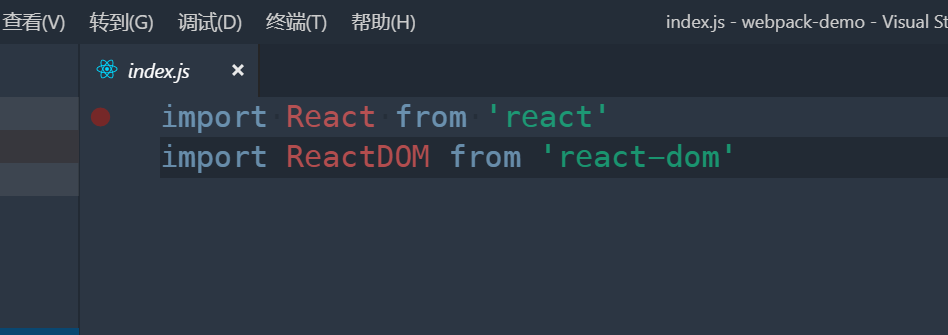 查看(V) 转到(G) 调试(D) 终端(T) 帮助(H) index.js - webpack-demo - Visual St
index.js ×
import React from 'react'
import ReactDOM from 'react-dom'